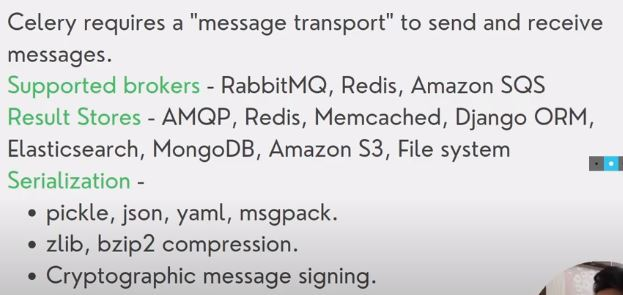 Celery requires a "message transport" to send and receive
messages.
Supported brokers - RabbitMQ, Redis, Amazon SQS
Result Stores - AMQP, Redis, Memcached, Django ORM,
Elasticsearch, MongoDB, Amazon S3, File system
Serialization -
• pickle, json, yaml, msgpack.
• zlib, bzip2 compression.
• Cryptographic message signing.